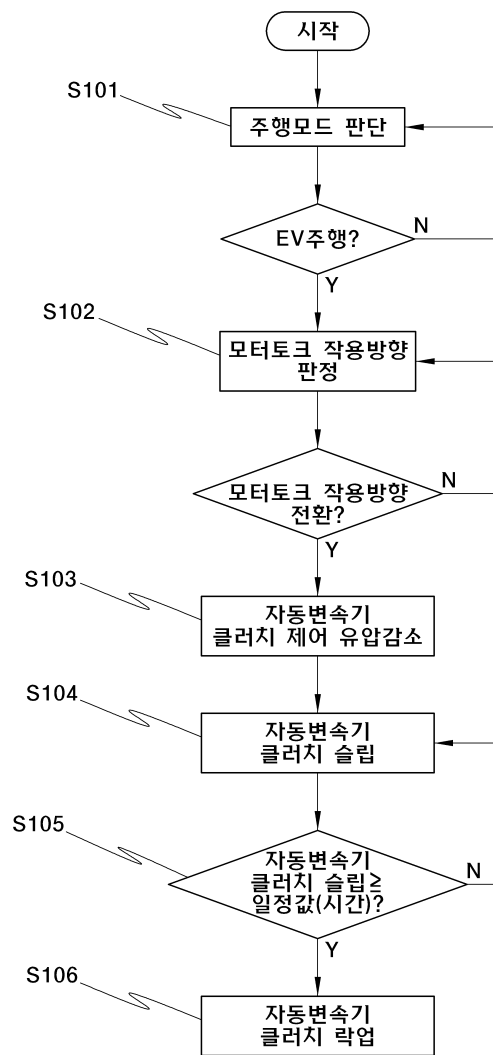 시작
S101
주행모드 판단
EV주행?
N
Y
S102
모터토크 작용방향
판정
모터토크 작용방향
전환?
N
Y
S103
자동변속기
클러치 제어 유압감소
S104
자동변속기
클러치 슬립
S105
자동변속기
클러치 슬립≥
일정값(시간)?
N
Y
S106
자동변속기
클러치 락업